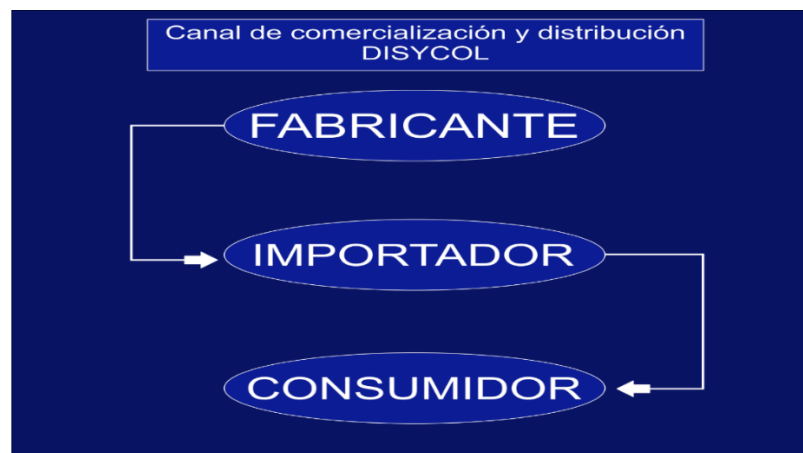 Canal de comercialización y distribución
DISYCOL
FABRICANTE
IMPORTADOR
CONSUMIDOR